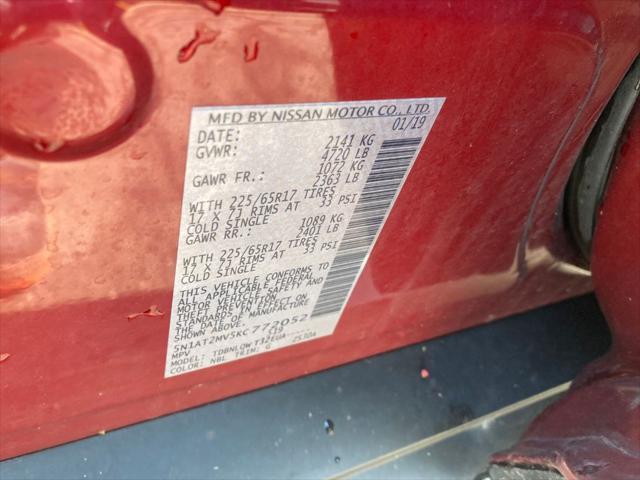 MFD BY NISSAN MOTOR CO., LTD.
DATE: 01/19
GVWR: 2141 KG
4720 LB
GAWR FR.: 1072 KG
2363 LB
WITH 225/65R17 TIRES
17 X 7J RIMS AT 33 PSI
COLD SINGLE
GAWR RR.: 1089 KG
2401 LB
WITH 225/65R17 TIRES
17 X 7J RIMS AT 33 PSI
COLD SINGLE
THIS VEHICLE CONFORMS TO
ALL APPLICABLE FEDERAL
MOTOR VEHICLE SAFETY AND
THEFT PREVENTION
STANDARDS IN EFFECT ON
THE DATE OF MANUFACTURE
SHOWN ABOVE.
5N1AT2MV5KC772052
MPV
MODEL: TDBNLQW T32EUA-----
COLOR: NBL TRIM: G